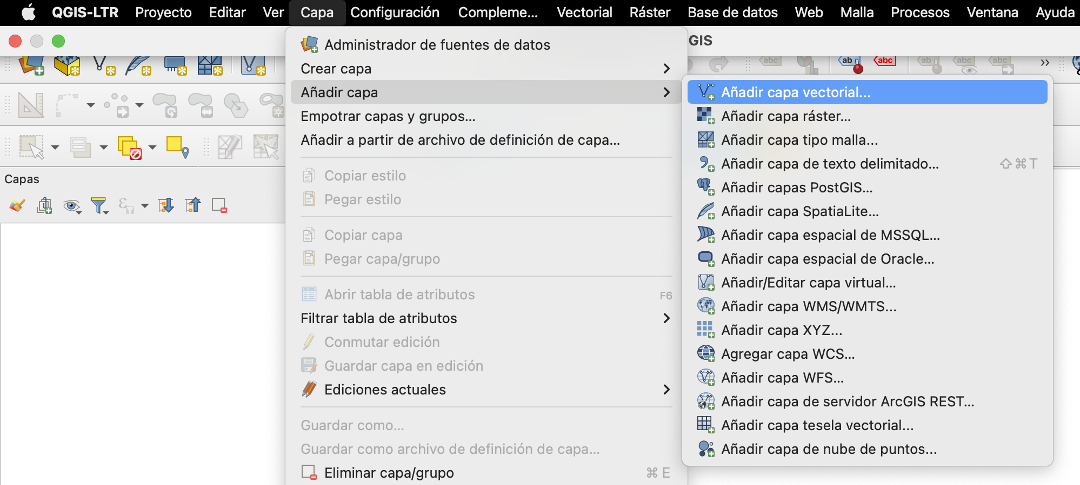 QGIS-LTR Proyecto Editar Ver Capa Configuración Compleme... Vectorial Ráster Base de datos Web Malla Procesos Ventana Ayuda
GIS
Administrador de fuentes de datos
Crear capa
Añadir capa
Empotrar capas y grupos...
Añadir a partir de archivo de definición de capa...
Copiar estilo
Pegar estilo
Copiar capa
Pegar capa/grupo
Abrir tabla de atributos F6
Filtrar tabla de atributos
Conmutar edición
Guardar capa en edición
Ediciones actuales
Guardar como...
Guardar como archivo de definición de capa...
Eliminar capa/grupo ⌘E
Añadir capa vectorial...
Añadir capa ráster...
Añadir capa tipo malla...
Añadir capa de texto delimitado... ⇧⌘T
Añadir capas PostGIS...
Añadir capa SpatiaLite...
Añadir capa espacial de MSSQL...
Añadir capa espacial de Oracle...
Añadir/Editar capa virtual...
Añadir capa WMS/WMTS...
Añadir capa XYZ...
Agregar capa WCS...
Añadir capa WFS...
Añadir capa de servidor ArcGIS REST...
Añadir capa tesela vectorial...
Añadir capa de nube de puntos...
abc ab abc abc abc abc
Capas